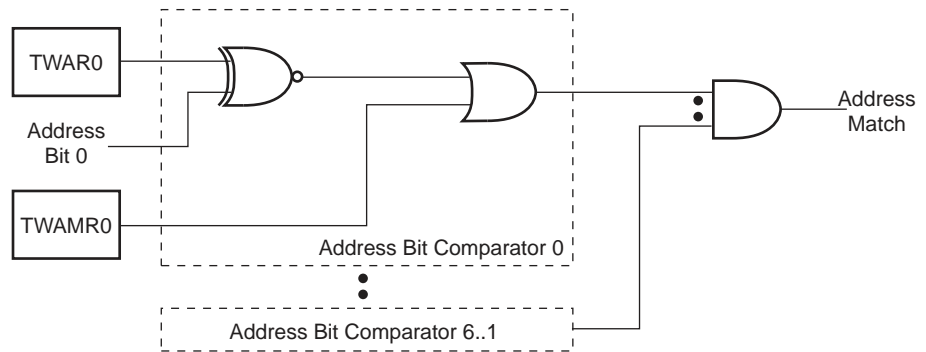 TWAR0
Address
Bit 0
TWAMR0
Address Bit Comparator 0
Address Bit Comparator 6..1
Address
Match